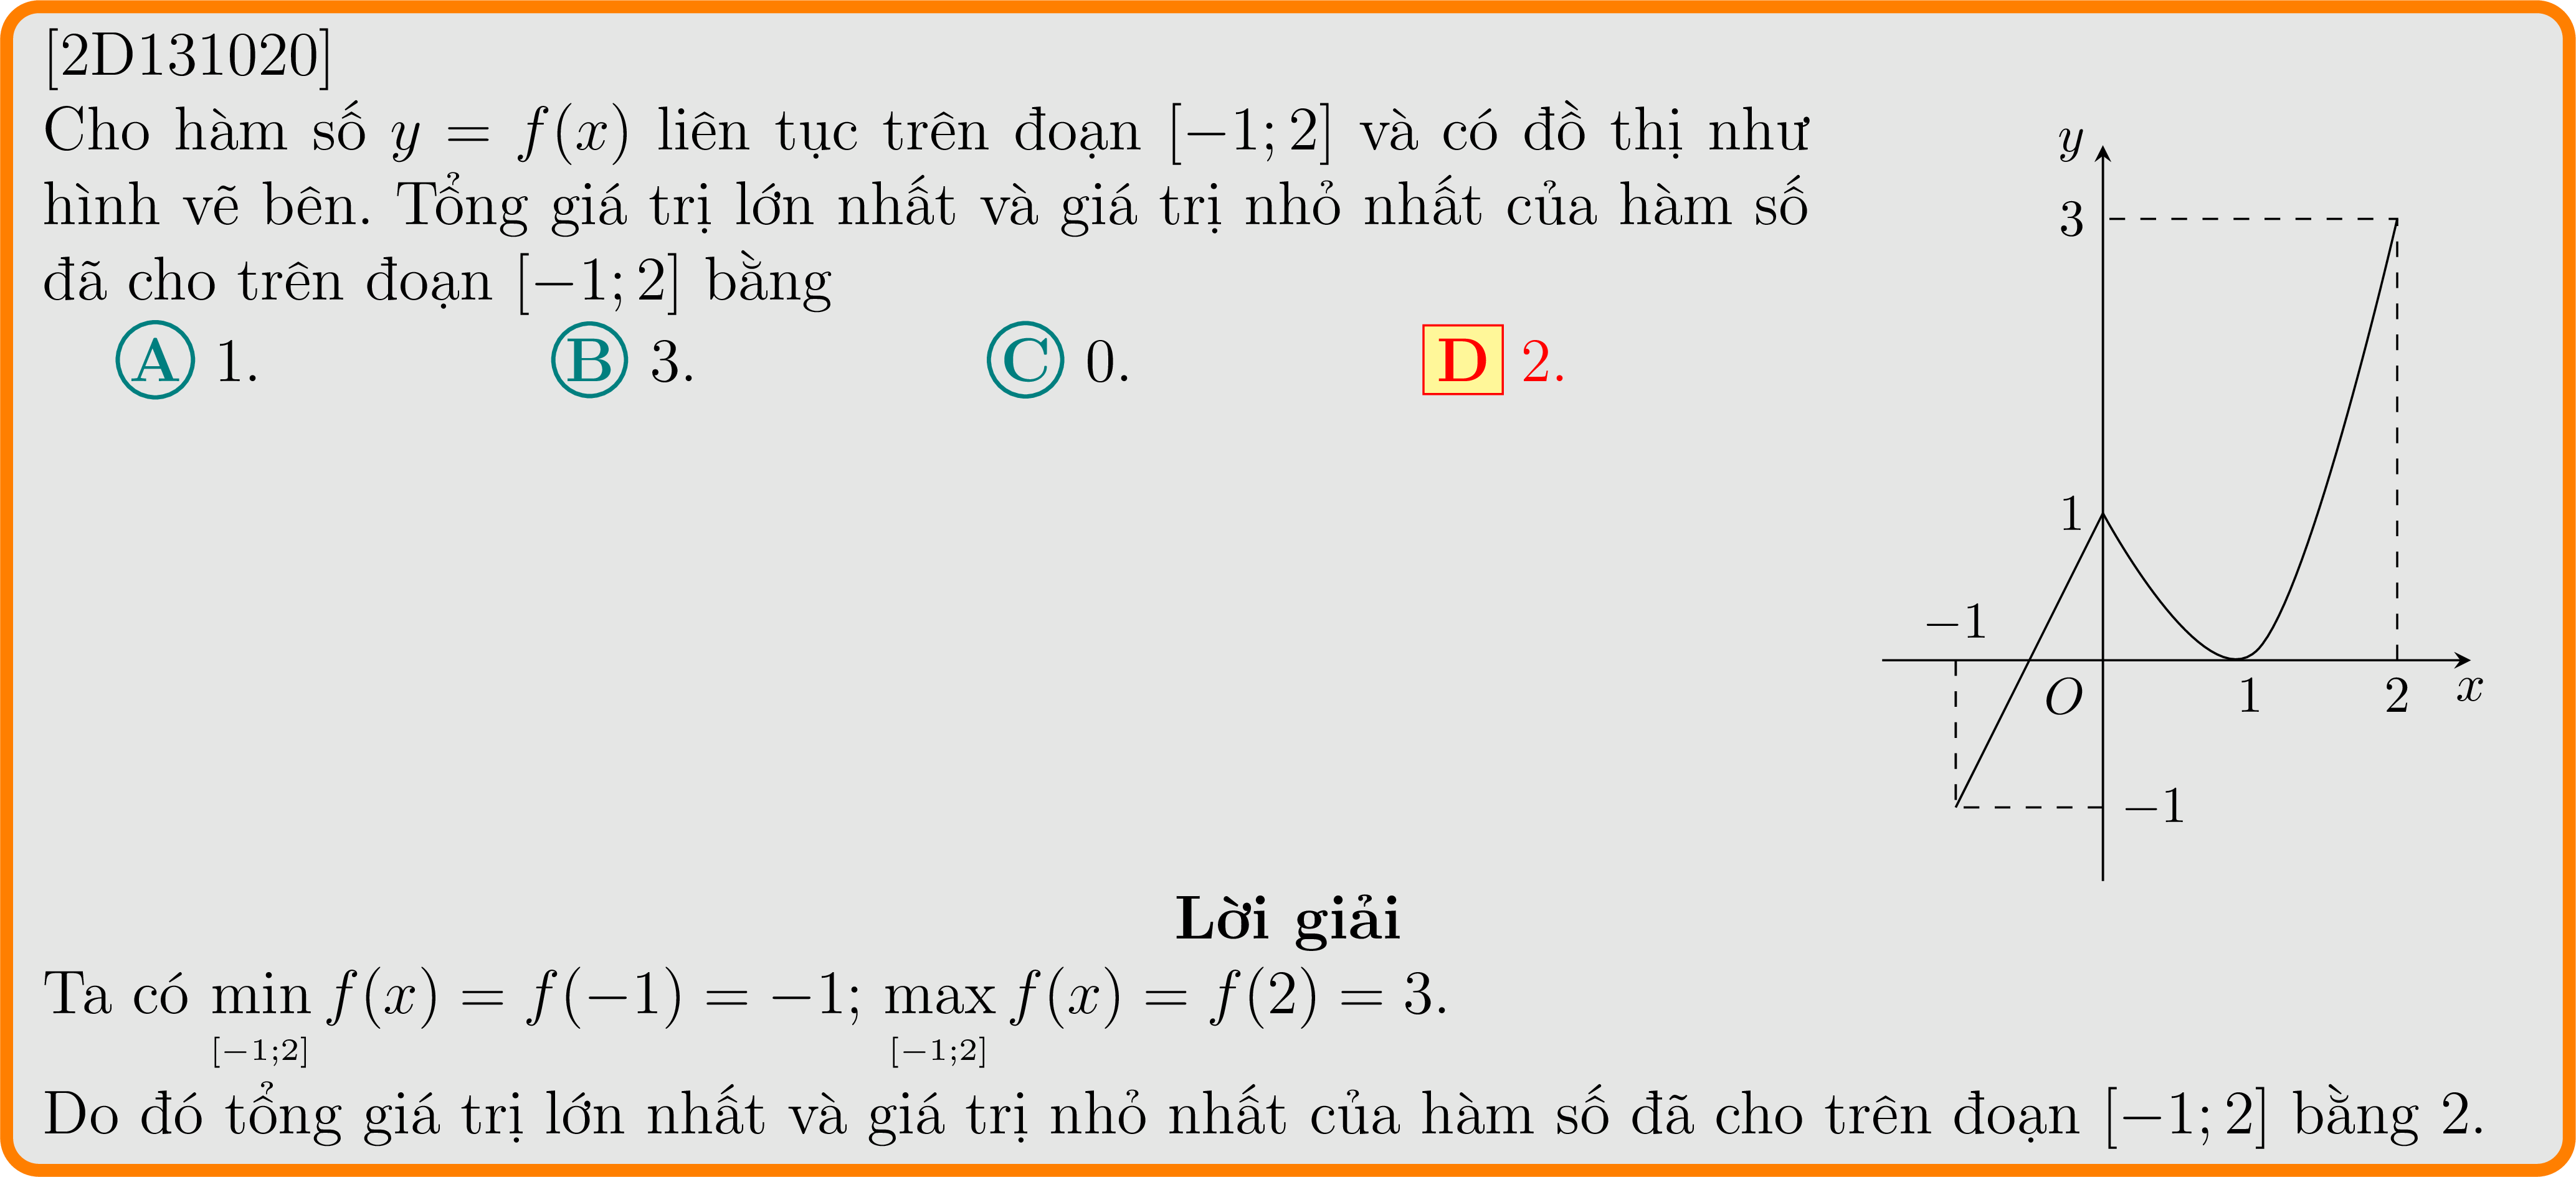 [2D131020]
Cho hàm số y = f(x) liên tục trên đoạn [−1; 2] và có đồ thị như
hình vẽ bên. Tổng giá trị lớn nhất và giá trị nhỏ nhất của hàm số
đã cho trên đoạn [−1; 2] bằng
A 1. B 3. C 0. D 2.
y
3
1
−1
O 1 2 x
−1
Lời giải
Ta có min f(x) = f(−1) = −1; max f(x) = f(2) = 3.
[−1;2] [−1;2]
Do đó tổng giá trị lớn nhất và giá trị nhỏ nhất của hàm số đã cho trên đoạn [−1; 2] bằng 2.